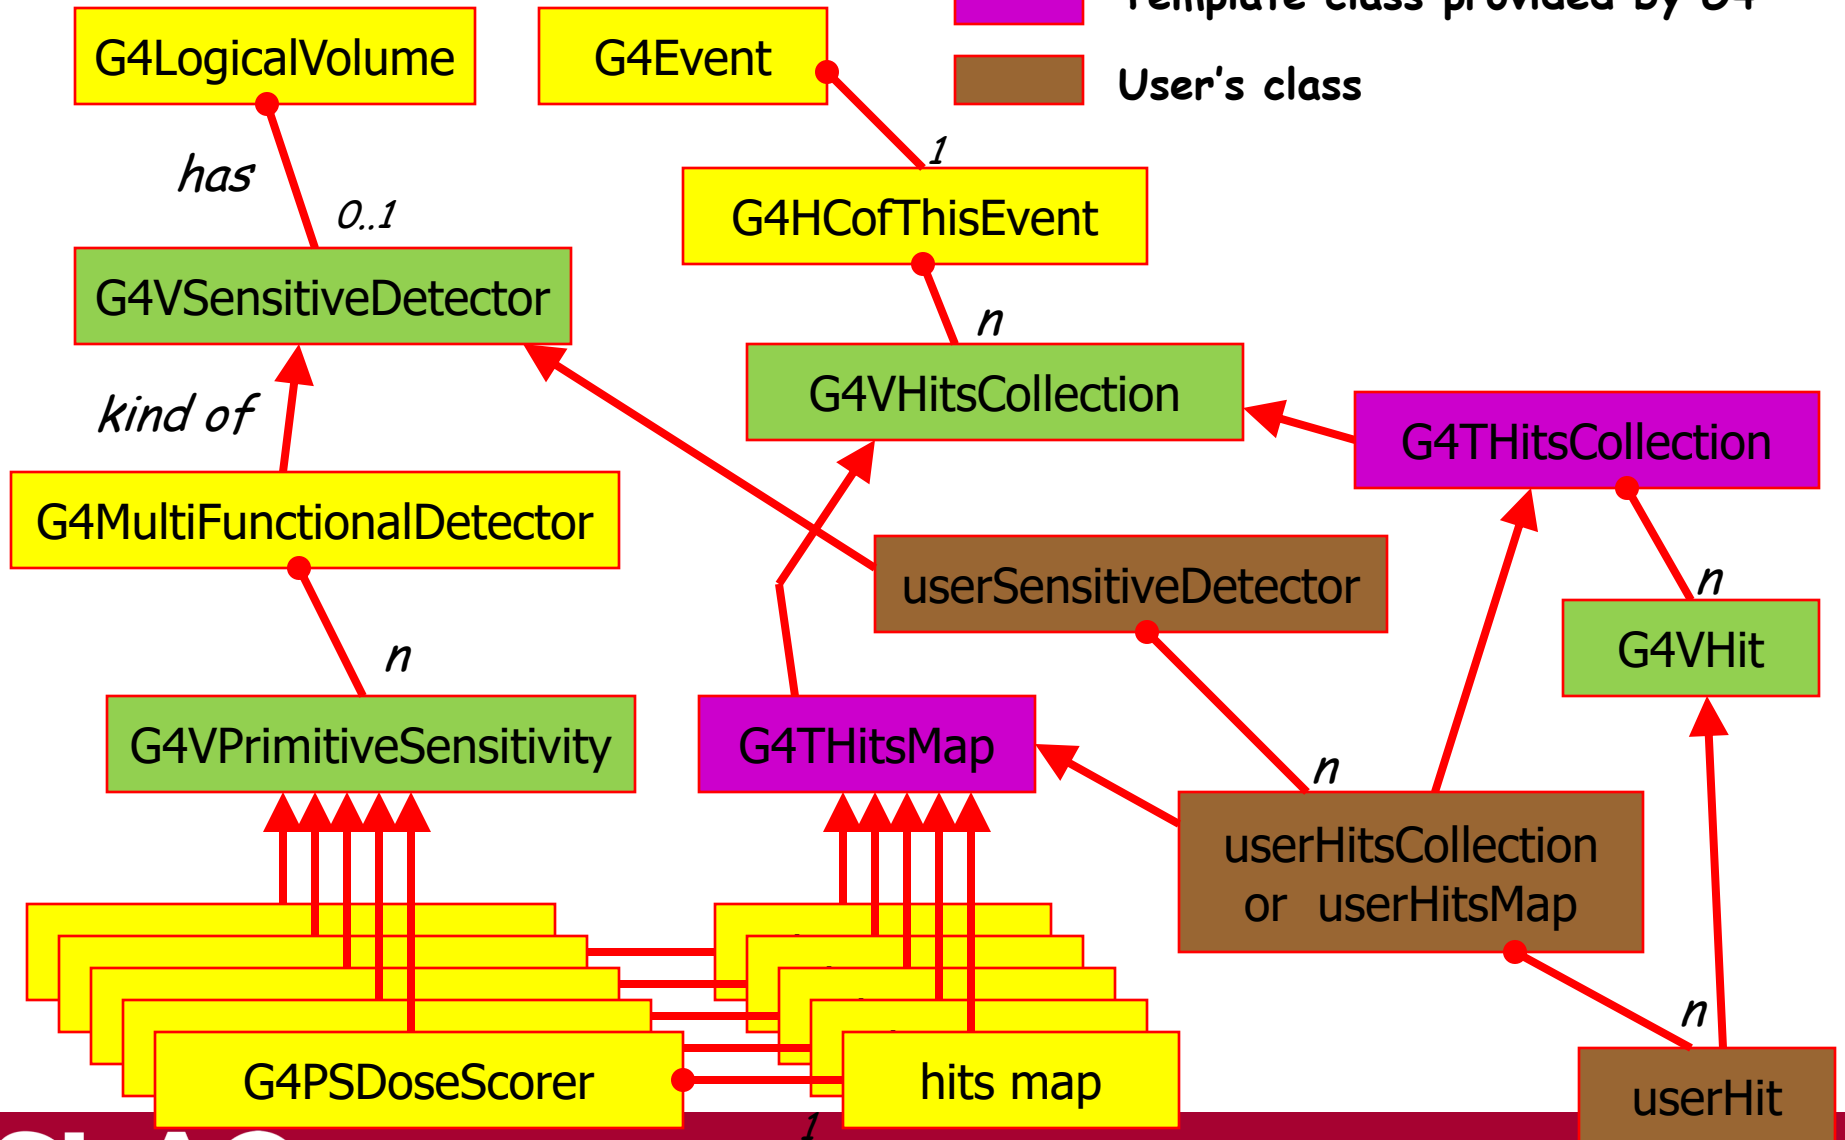 Template class provided by G4
G4LogicalVolume
G4Event
User's class
1
has
0..1
G4HCofThisEvent
G4VSensitiveDetector
n
G4VHitsCollection
kind of
G4THitsCollection
G4MultiFunctionalDetector
userSensitiveDetector
n
G4VHit
n
G4VPrimitiveSensitivity
G4THitsMap
n
userHitsCollection
or userHitsMap
n
G4PSDoseScorer
hits map
userHit
1